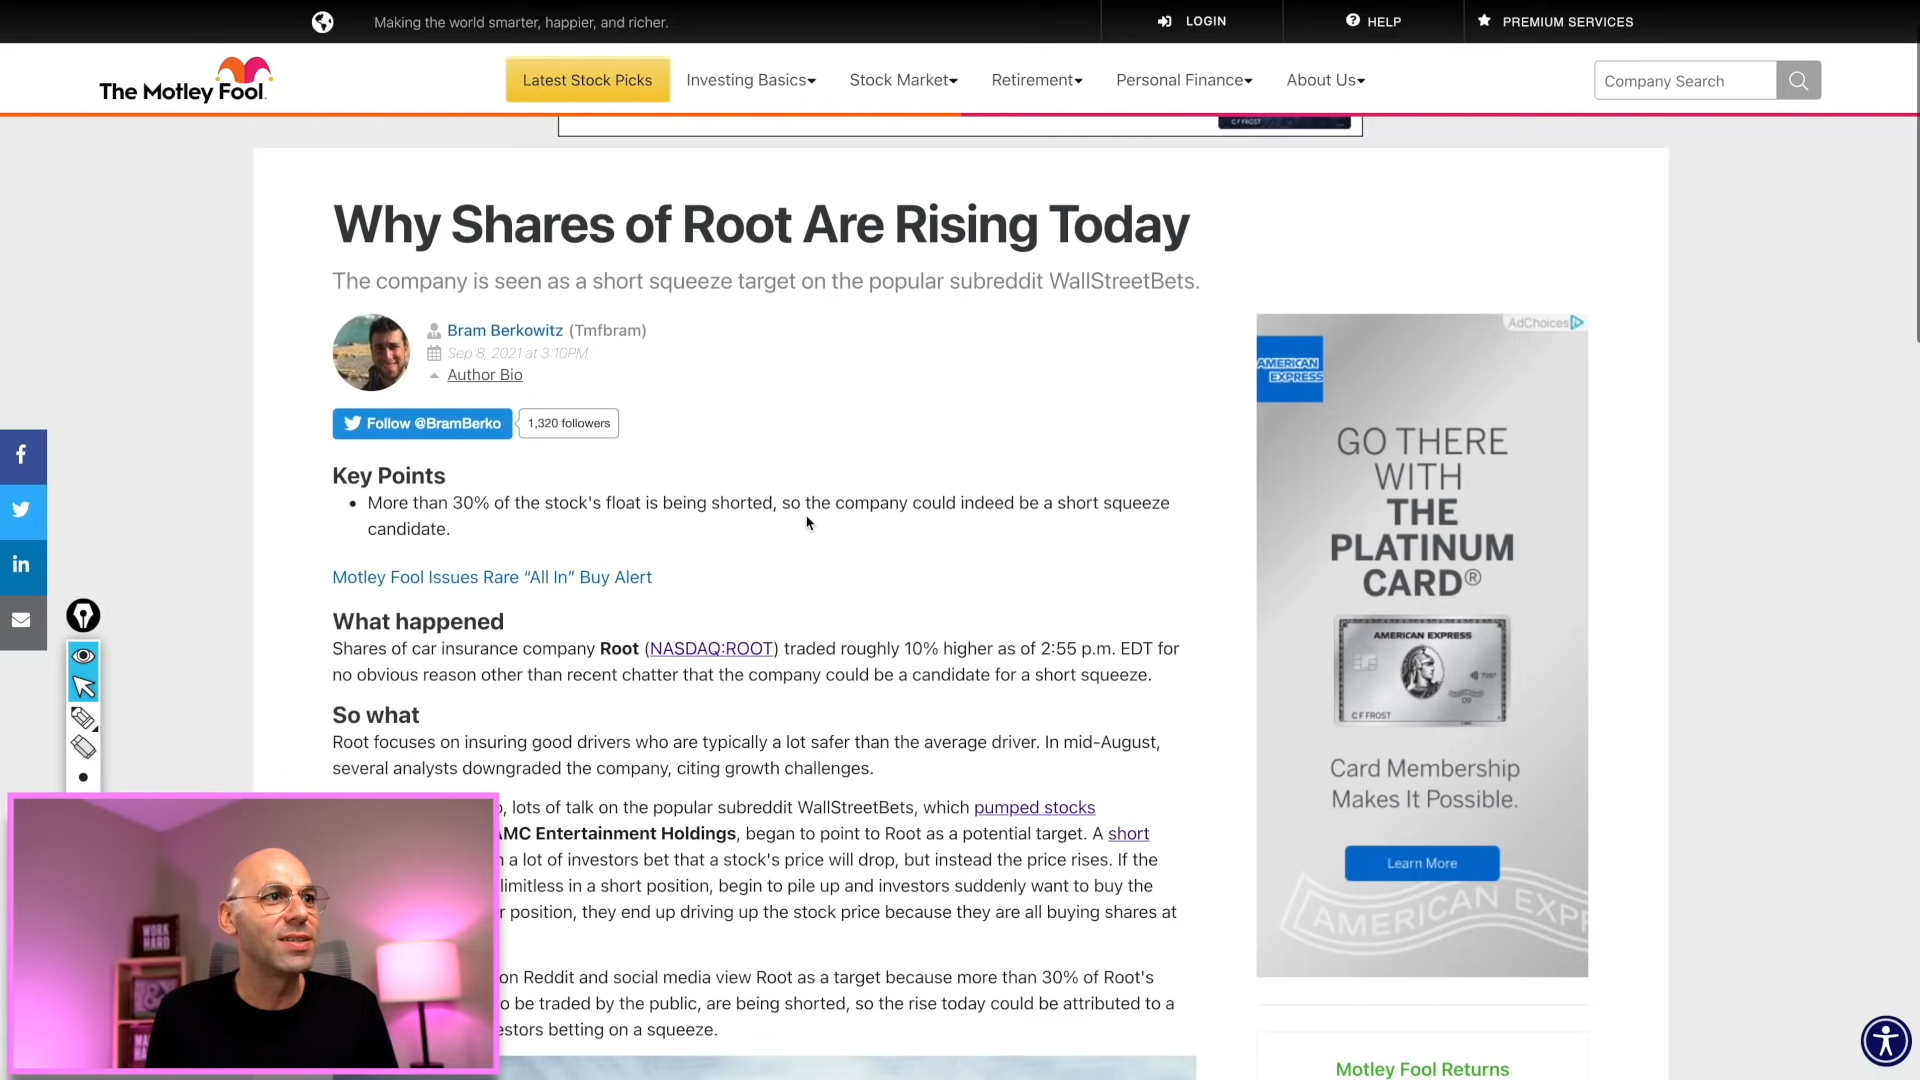 Making the world smarter, happier, and richer.
LOGIN
HELP
PREMIUM SERVICES
The Motley Fool.
Latest Stock Picks
Investing Basics
Stock Market
Retirement
Personal Finance
About Us
Company Search
C F FROST
Why Shares of Root Are Rising Today
The company is seen as a short squeeze target on the popular subreddit WallStreetBets.
Bram Berkowitz (Tmfbram)
Sep 8, 2021 at 3:10PM
Author Bio
Follow @BramBerko
1,320 followers
Key Points
• More than 30% of the stock's float is being shorted, so the company could indeed be a short squeeze
candidate.
Motley Fool Issues Rare “All In” Buy Alert
What happened
Shares of car insurance company Root (NASDAQ:ROOT) traded roughly 10% higher as of 2:55 p.m. EDT for
no obvious reason other than recent chatter that the company could be a candidate for a short squeeze.
So what
Root focuses on insuring good drivers who are typically a lot safer than the average driver. In mid-August,
several analysts downgraded the company, citing growth challenges.
, lots of talk on the popular subreddit WallStreetBets, which pumped stocks
AMC Entertainment Holdings, began to point to Root as a potential target. A short
a lot of investors bet that a stock's price will drop, but instead the price rises. If the
limitless in a short position, begin to pile up and investors suddenly want to buy the
position, they end up driving up the stock price because they are all buying shares at
on Reddit and social media view Root as a target because more than 30% of Root's
o be traded by the public, are being shorted, so the rise today could be attributed to a
estors betting on a squeeze.
AdChoices
AMERICAN
EXPRESS
GO THERE
WITH
THE
PLATINUM
CARD®
AMERICAN EXPRESS
C F FROST
Card Membership
Makes It Possible.
Learn More
AMERICAN EXPR
Motley Fool Returns
WORK
HARD
f
in